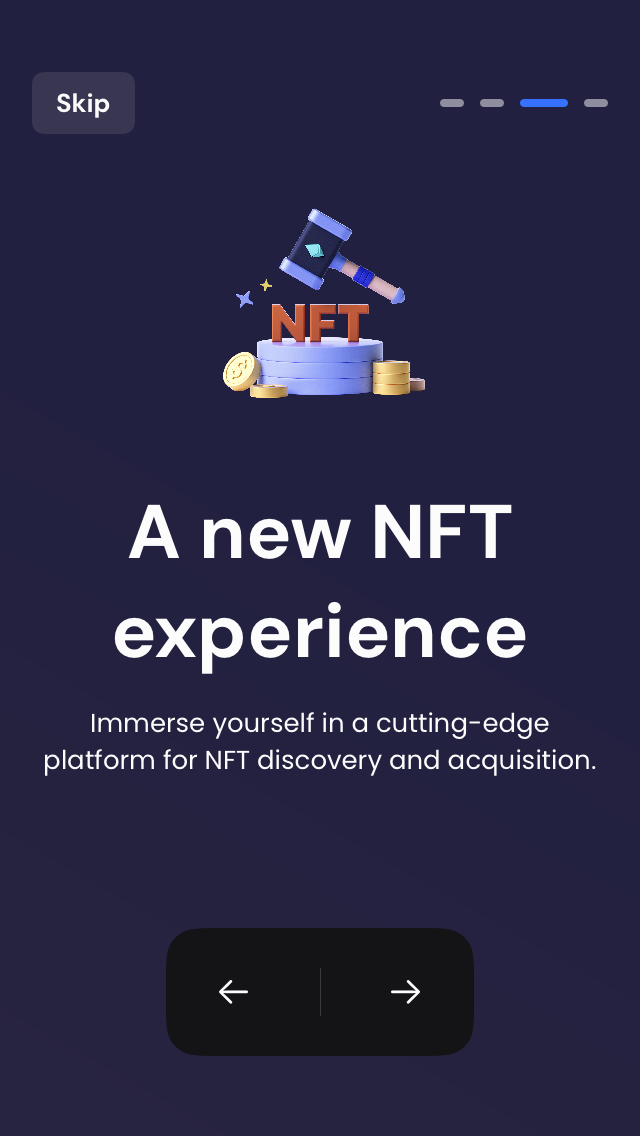 Skip
NFT
A new NFT
experience
Immerse yourself in a cutting-edge
platform for NFT discovery and acquisition.